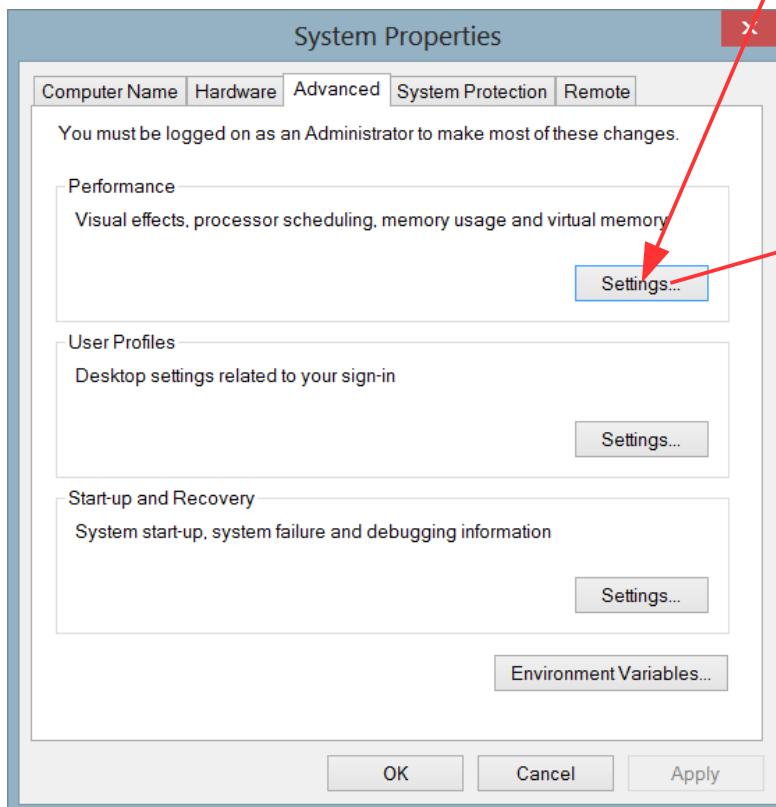 System Properties
x
Computer Name Hardware Advanced System Protection Remote
You must be logged on as an Administrator to make most of these changes.
Performance
Visual effects, processor scheduling, memory usage and virtual memory
Settings...
User Profiles
Desktop settings related to your sign-in
Settings...
Start-up and Recovery
System start-up, system failure and debugging information
Settings...
Environment Variables...
OK Cancel Apply